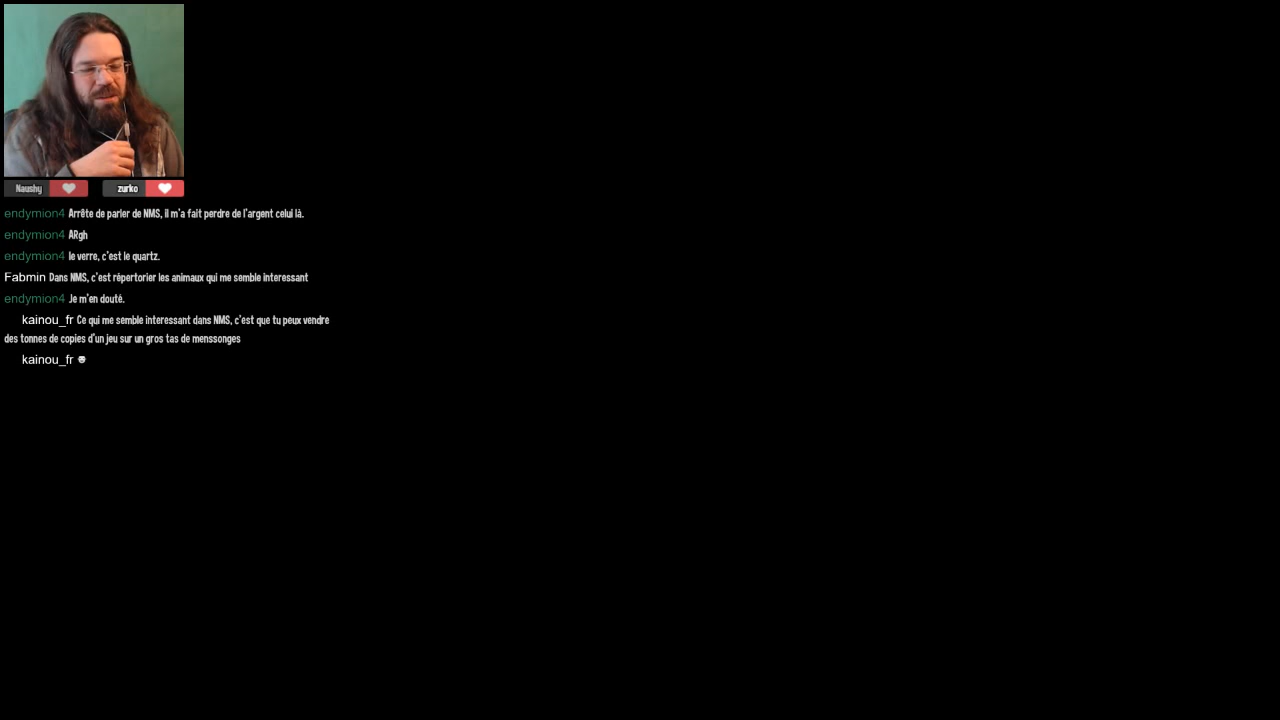 Naushy zurko
endymion4 Arrête de parler de NMS, il m'a fait perdre de l'argent celui là.
endymion4 ARgh
endymion4 le verre, c'est le quartz.
Fabmin Dans NMS, c'est répertorier les animaux qui me semble interessant
endymion4 Je m'en douté.
kainou_fr Ce qui me semble interessant dans NMS, c'est que tu peux vendre
des tonnes de copies d'un jeu sur un gros tas de menssonges
kainou_fr